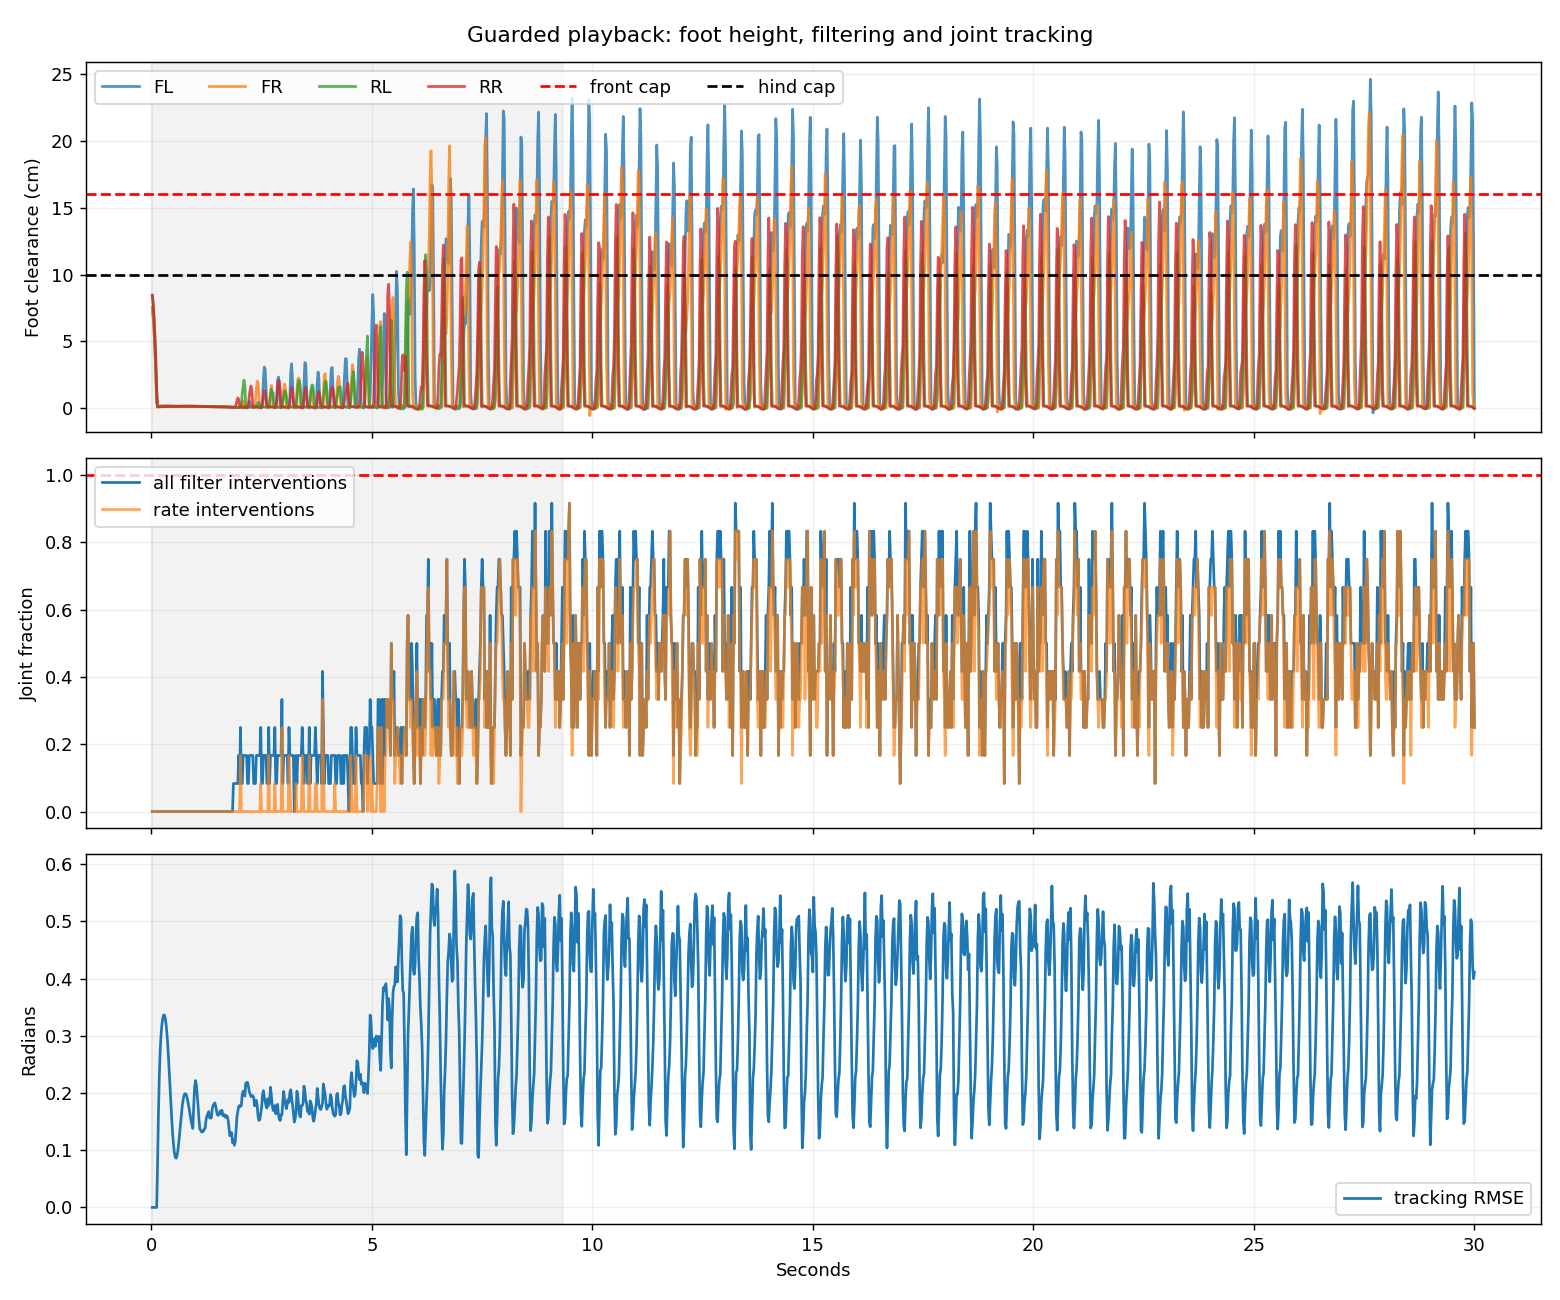 Guarded playback: foot height, filtering and joint tracking
FL FR RL RR front cap hind cap
Foot clearance (cm)
25
20
15
10
5
0
all filter interventions
rate interventions
Joint fraction
1.0
0.8
0.6
0.4
0.2
0.0
Radians
0.6
0.5
0.4
0.3
0.2
0.1
0.0
tracking RMSE
0 5 10 15 20 25 30
Seconds